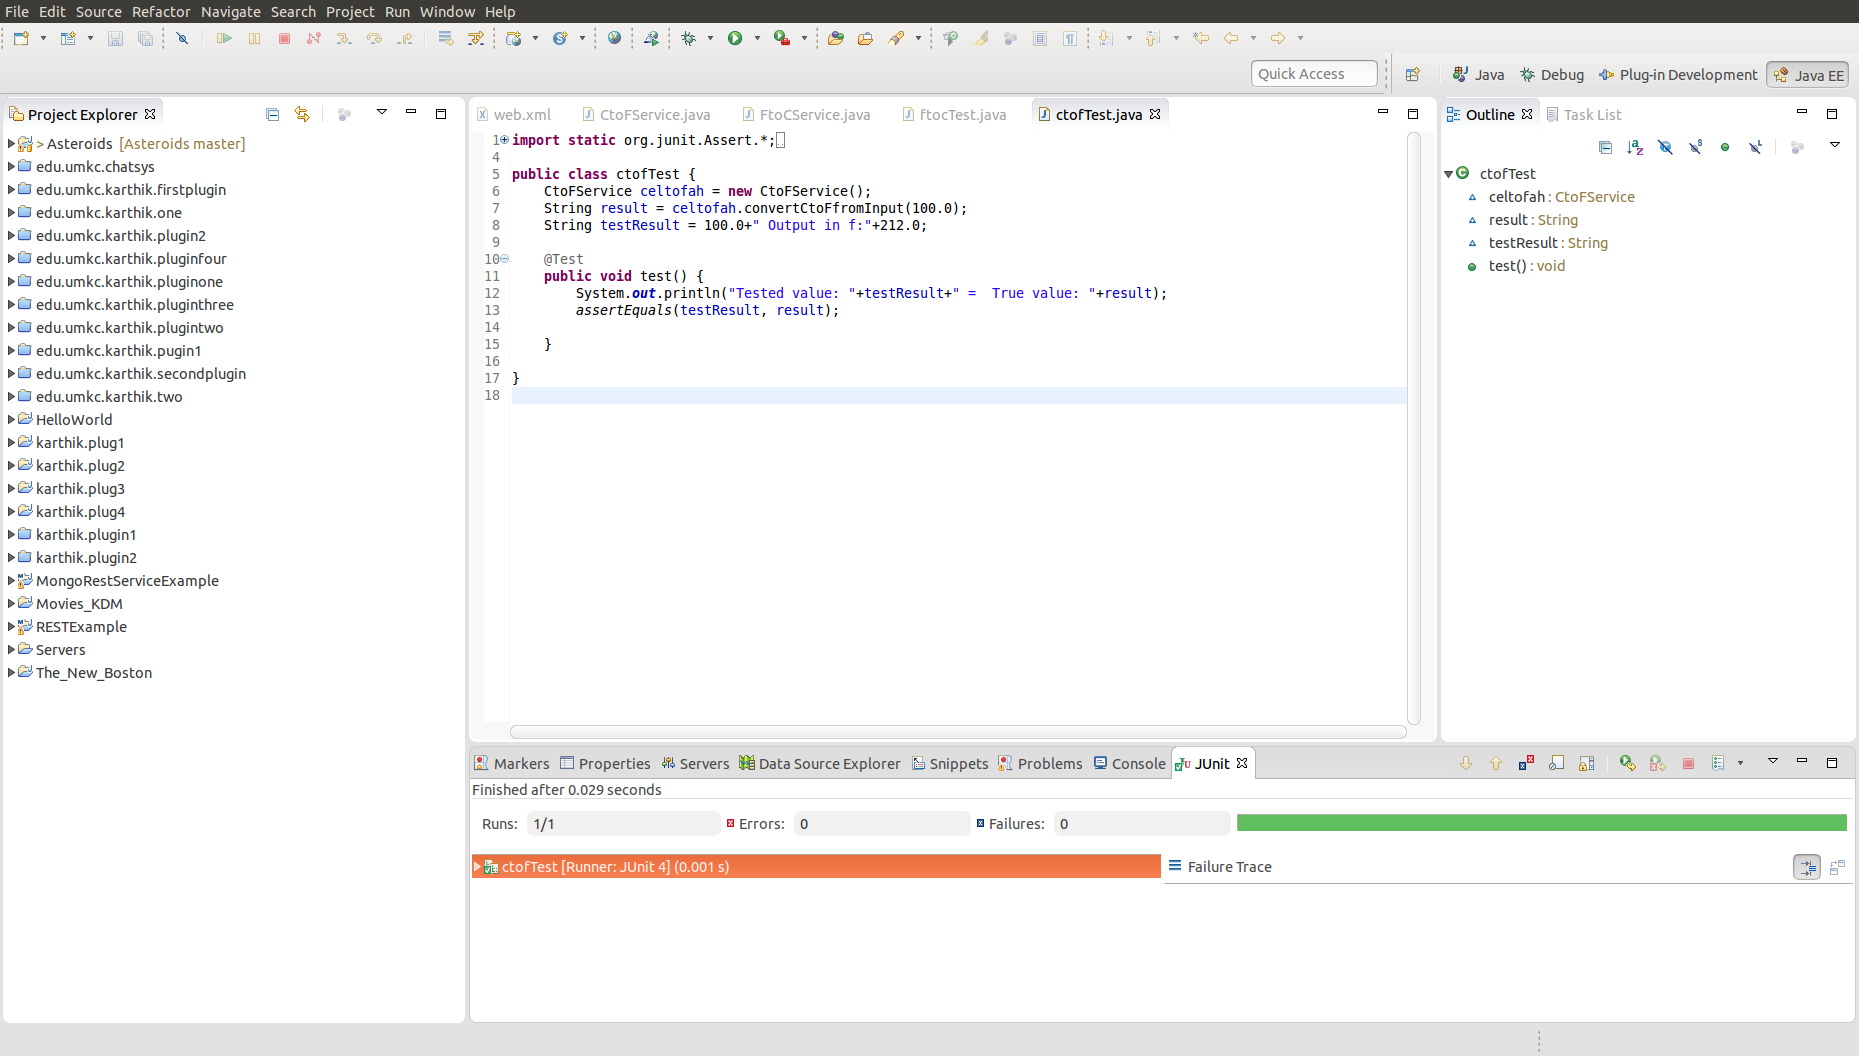 File Edit Source Refactor Navigate Search Project Run Window Help
Quick Access
Java Debug Plug-in Development Java EE
Project Explorer
> Asteroids [Asteroids master]
edu.umkc.chatsys
edu.umkc.karthik.firstplugin
edu.umkc.karthik.one
edu.umkc.karthik.plugin2
edu.umkc.karthik.pluginfour
edu.umkc.karthik.pluginone
edu.umkc.karthik.pluginthree
edu.umkc.karthik.plugintwo
edu.umkc.karthik.pugin1
edu.umkc.karthik.secondplugin
edu.umkc.karthik.two
HelloWorld
karthik.plug1
karthik.plug2
karthik.plug3
karthik.plug4
karthik.plugin1
karthik.plugin2
MongoRestServiceExample
Movies_KDM
RESTExample
Servers
The_New_Boston
web.xml CtoFService.java FtoCService.java ftocTest.java ctofTest.java
1 import static org.junit.Assert.*;
4
5 public class ctofTest {
6 CtoFService celtofah = new CtoFService();
7 String result = celtofah.convertCtoFfromInput(100.0);
8 String testResult = 100.0+" Output in f:"+212.0;
9
10 @Test
11 public void test() {
12 System.out.println("Tested value: "+testResult+" =  True value: "+result);
13 assertEquals(testResult, result);
14
15 }
16
17 }
18
Outline Task List
ctofTest
celtofah : CtoFService
result : String
testResult : String
test() : void
Markers Properties Servers Data Source Explorer Snippets Problems Console JUnit
Finished after 0.029 seconds
Runs: 1/1 Errors: 0 Failures: 0
ctofTest [Runner: JUnit 4] (0.001 s)
Failure Trace